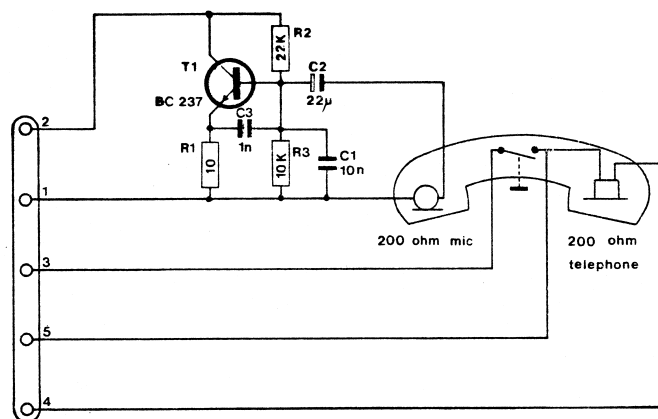 R2
22K
T1
C2
BC 237
22μ
C3
1n
R1
10
R3
10K
C1
10n
2
1
200 ohm mic
200 ohm
telephone
3
5
4